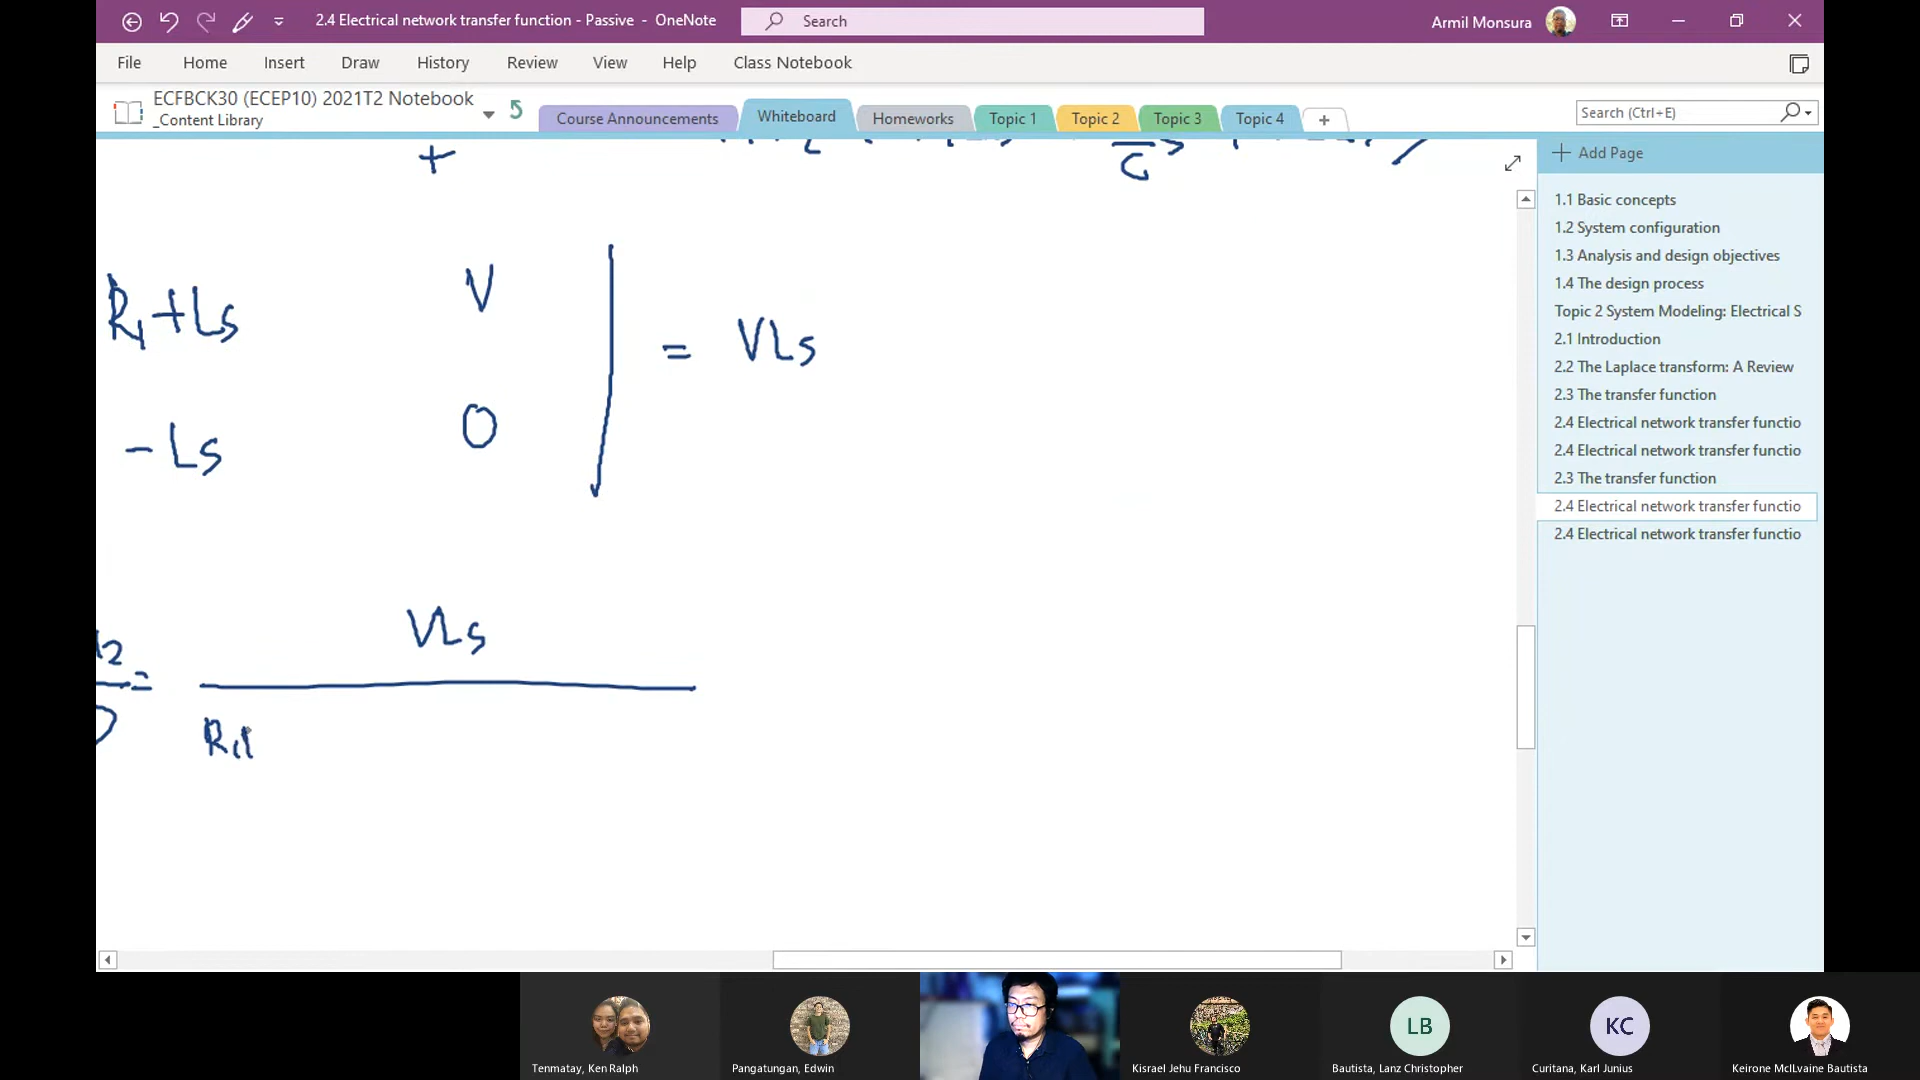 2.4 Electrical network transfer function - Passive - OneNote
Search
Armil Monsura
File Home Insert Draw History Review View Help Class Notebook
ECFBCK30 (ECEP10) 2021T2 Notebook
_Content Library
Course Announcements
Whiteboard
Homeworks
Topic 1
Topic 2
Topic 3
Topic 4
Search (Ctrl+E)
Add Page
1.1 Basic concepts
1.2 System configuration
1.3 Analysis and design objectives
1.4 The design process
Topic 2 System Modeling: Electrical S
2.1 Introduction
2.2 The Laplace transform: A Review
2.3 The transfer function
2.4 Electrical network transfer functio
2.4 Electrical network transfer functio
2.3 The transfer function
2.4 Electrical network transfer functio
2.4 Electrical network transfer functio
+
R1+Ls V
= VLs
-Ls 0
VLs
=
R1
Tenmatay, Ken Ralph
Pangatungan, Edwin
Kisrael Jehu Francisco
LB
Bautista, Lanz Christopher
KC
Curitana, Karl Junius
Keirone McIlvaine Bautista